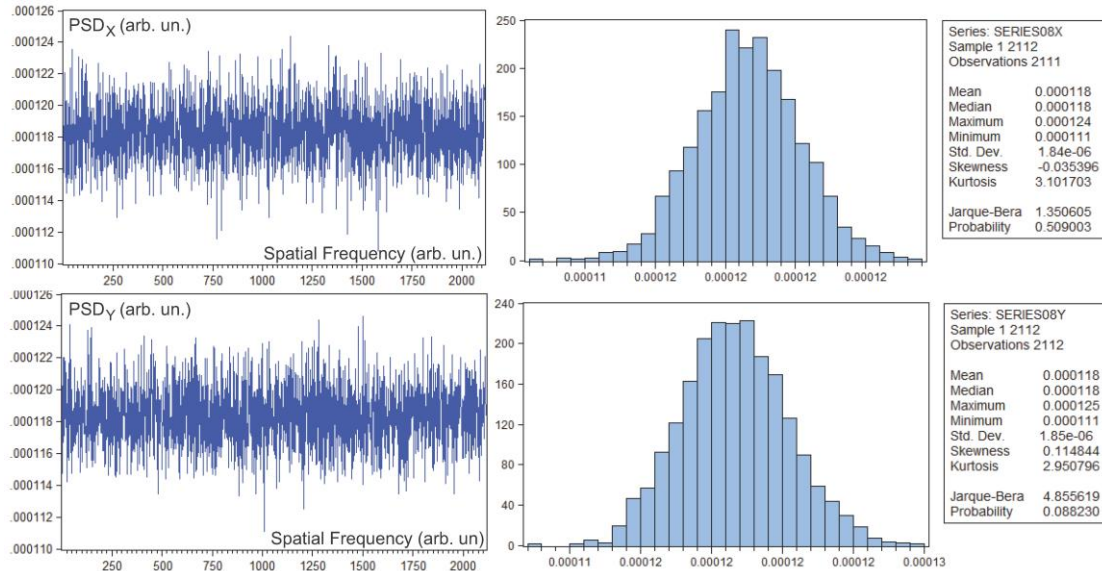 .000126
PSDX (arb. un.)
.000124
.000122
.000120
.000118
.000116
.000114
.000112
Spatial Frequency (arb. un.)
.000110
250 500 750 1000 1250 1500 1750 2000
250
200
150
100
50
0
0.00011 0.00012 0.00012 0.00012 0.00012
Series: SERIES08X
Sample 1 2112
Observations 2111
Mean 0.000118
Median 0.000118
Maximum 0.000124
Minimum 0.000111
Std. Dev. 1.84e-06
Skewness -0.035396
Kurtosis 3.101703
Jarque-Bera 1.350605
Probability 0.509003
.000126
PSDY (arb. un.)
.000124
.000122
.000120
.000118
.000116
.000114
.000112
Spatial Frequency (arb. un)
.000110
250 500 750 1000 1250 1500 1750 2000
240
200
160
120
80
40
0
0.00011 0.00012 0.00012 0.00012 0.00012 0.00013
Series: SERIES08Y
Sample 1 2112
Observations 2112
Mean 0.000118
Median 0.000118
Maximum 0.000125
Minimum 0.000111
Std. Dev. 1.85e-06
Skewness 0.114844
Kurtosis 2.950796
Jarque-Bera 4.855619
Probability 0.088230